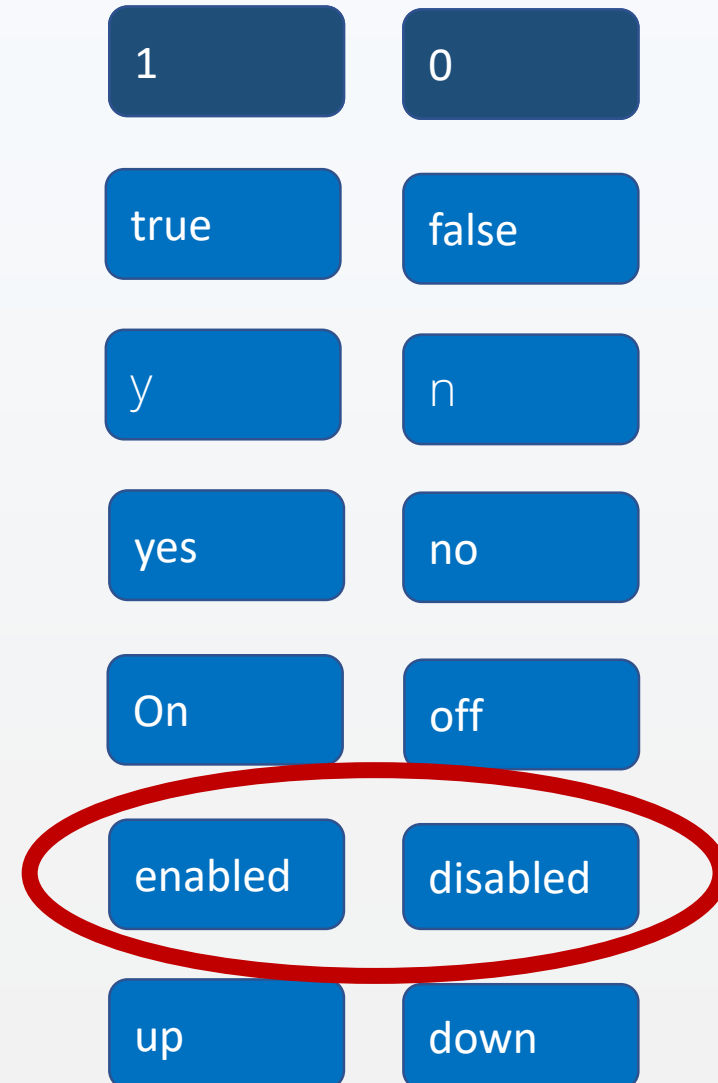 1 0
true false
y n
yes no
On off
enabled disabled
up down